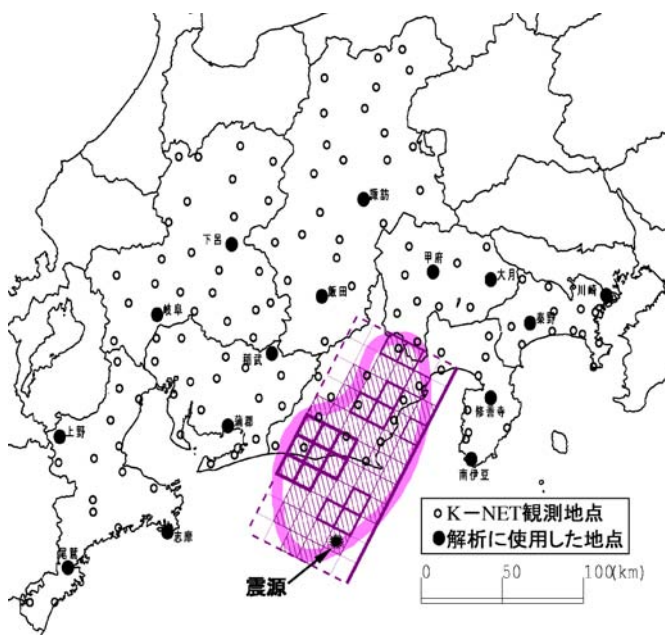 諏訪
下呂
甲府
大月
川崎
飯田
岐阜
秦野
蒲郡
修善寺
上野
南伊豆
志摩
尾鷲
震源
K－NET観測地点
解析に使用した地点
0 50 100 (km)